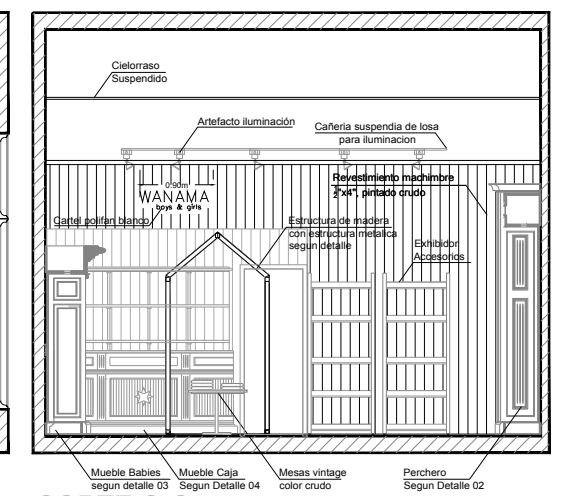 Cielorraso
Suspendido
Artefacto iluminación
Cañeria suspendia de losa
para iluminacion
0.90m
WANAMA
boys & girls
Revestimiento machimbre
½"x4", pintado crudo
Cartel polifan blanco
Estructura de madera
con estructura metalica
segun detalle
Exhibidor
Accesorios
Mueble Babies
segun detalle 03
Mueble Caja
Segun Detalle 04
Mesas vintage
color crudo
Perchero
Segun Detalle 02